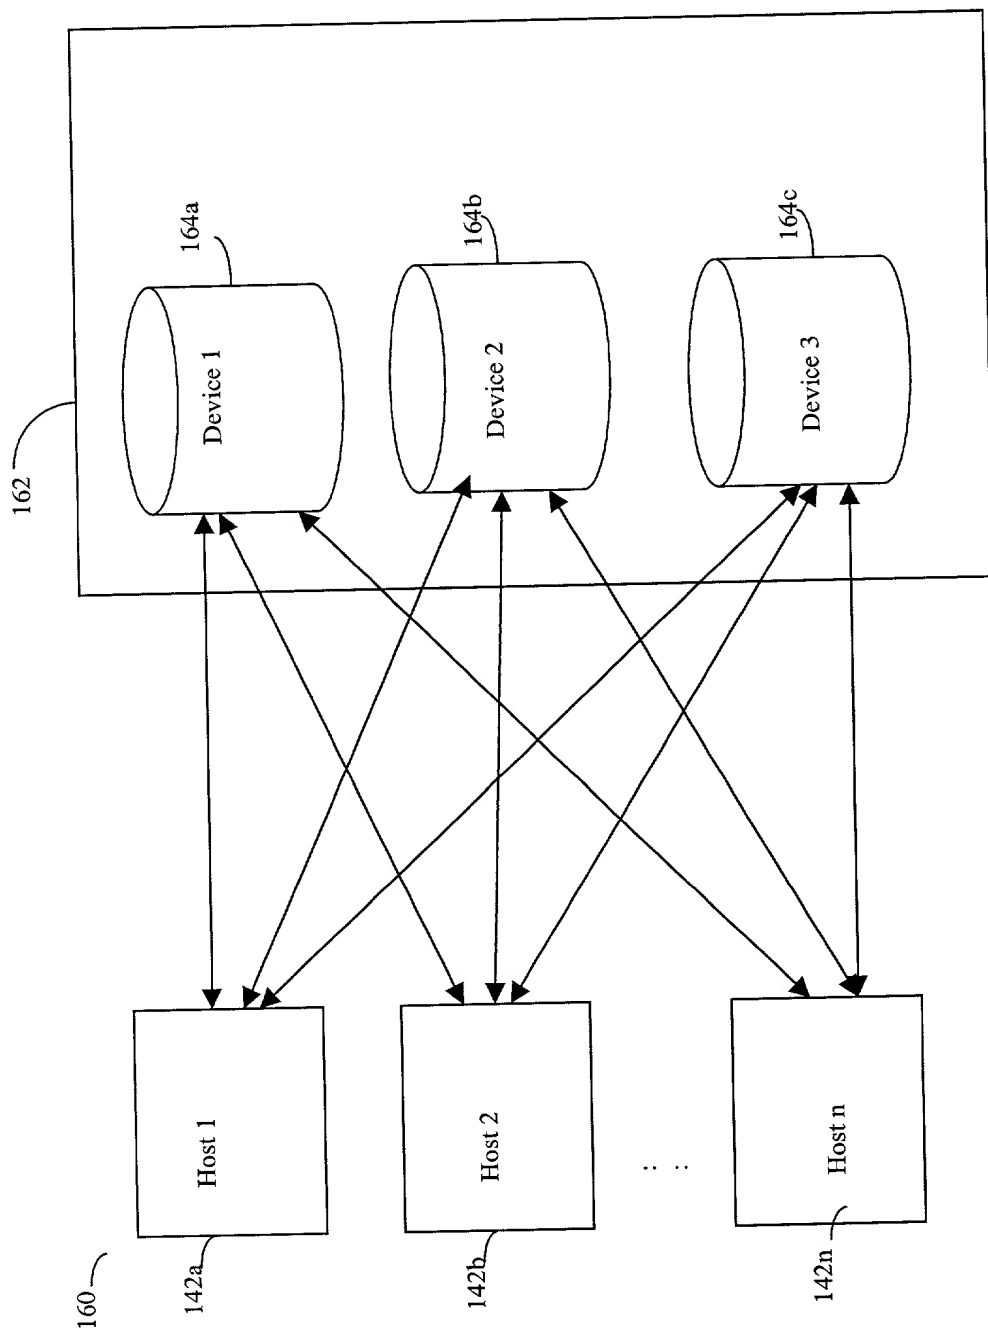 160
162
142a
Host 1
Device 1
164a
142b
Host 2
Device 2
164b
: :
142n
Host n
Device 3
164c